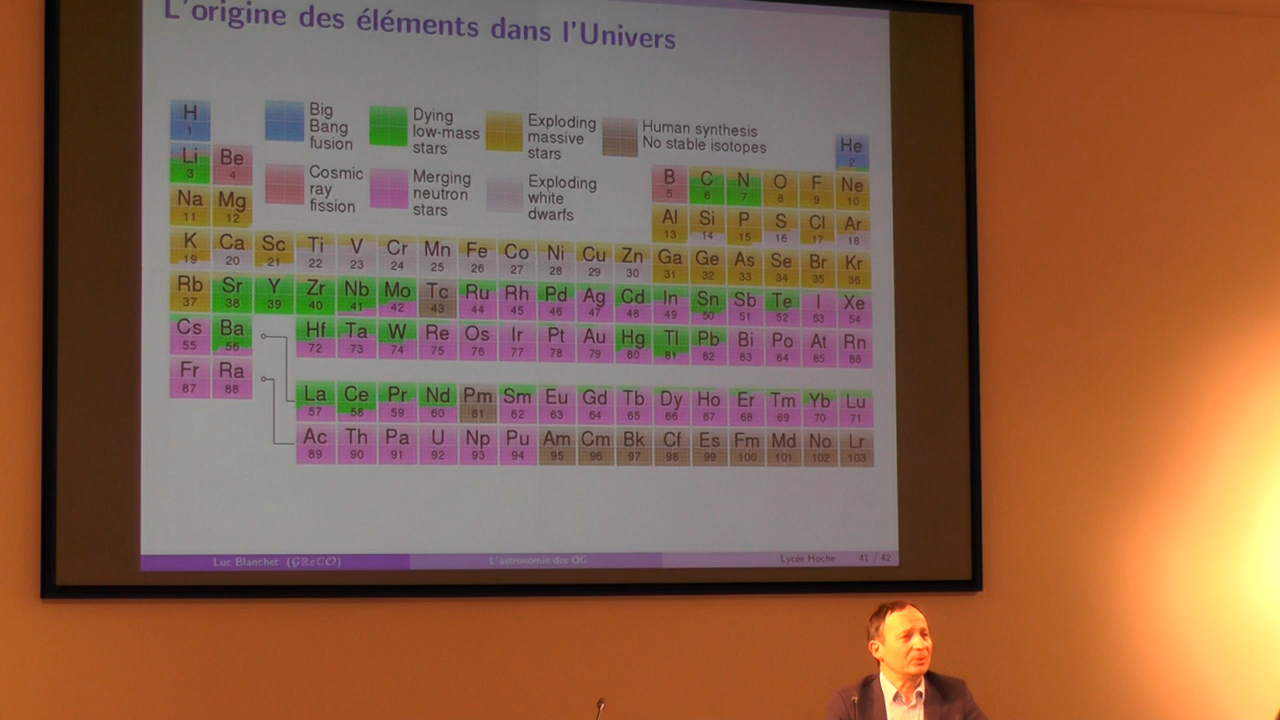 L'origine des éléments dans l'Univers
H
1
Big
Bang
fusion
Dying
low-mass
stars
Exploding
massive
stars
Human synthesis
No stable isotopes
He
2
Li
3
Be
4
Cosmic
ray
fission
Merging
neutron
stars
Exploding
white
dwarfs
B C N O F Ne
5 6 7 8 9 10
Na Mg
11 12
Al Si P S Cl Ar
13 14 15 16 17 18
K Ca Sc Ti V Cr Mn Fe Co Ni Cu Zn Ga Ge As Se Br Kr
19 20 21 22 23 24 25 26 27 28 29 30 31 32 33 34 35 36
Rb Sr Y Zr Nb Mo Tc Ru Rh Pd Ag Cd In Sn Sb Te I Xe
37 38 39 40 41 42 43 44 45 46 47 48 49 50 51 52 53 54
Cs Ba Hf Ta W Re Os Ir Pt Au Hg Tl Pb Bi Po At Rn
55 56 72 73 74 75 76 77 78 79 80 81 82 83 84 85 86
Fr Ra
87 88
La Ce Pr Nd Pm Sm Eu Gd Tb Dy Ho Er Tm Yb Lu
57 58 59 60 61 62 63 64 65 66 67 68 69 70 71
Ac Th Pa U Np Pu Am Cm Bk Cf Es Fm Md No Lr
89 90 91 92 93 94 95 96 97 98 99 100 101 102 103
Luc Blanchet (GReCO) L'astronomie des OG Lycée Hoche 41 / 42